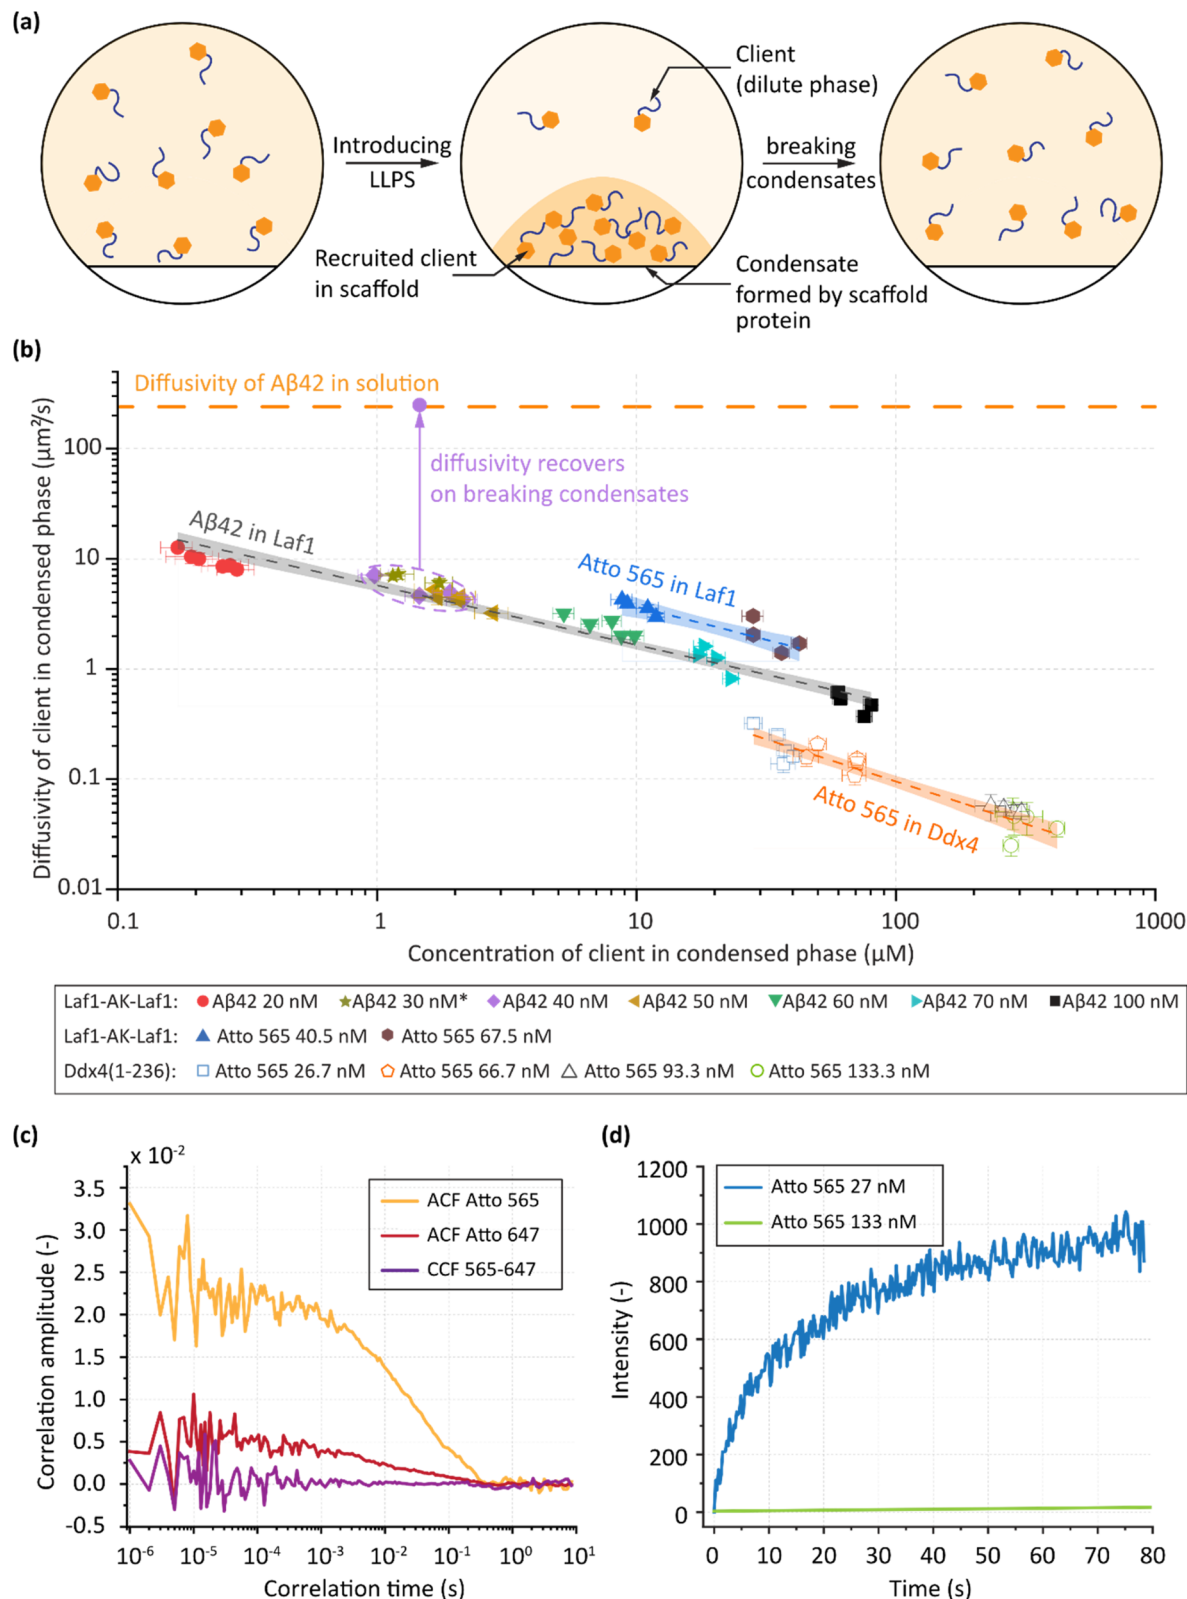 (a)
Introducing
LLPS
Client
(dilute phase)
breaking
condensates
Recruited client
in scaffold
Condensate
formed by scaffold
protein
(b)
Diffusivity of client in condensed phase (μm²/s)
Diffusivity of Aβ42 in solution
100
10
1
0.1
0.01
diffusivity recovers
on breaking condensates
Aβ42 in Laf1
Atto 565 in Laf1
Atto 565 in Ddx4
0.1 1 10 100 1000
Concentration of client in condensed phase (μM)
Laf1-AK-Laf1: Aβ42 20 nM Aβ42 30 nM* Aβ42 40 nM Aβ42 50 nM Aβ42 60 nM Aβ42 70 nM Aβ42 100 nM
Laf1-AK-Laf1: Atto 565 40.5 nM Atto 565 67.5 nM
Ddx4(1-236): Atto 565 26.7 nM Atto 565 66.7 nM Atto 565 93.3 nM Atto 565 133.3 nM
(c)
x 10⁻²
Correlation amplitude (-)
3.5
3.0
2.5
2.0
1.5
1.0
0.5
0.0
-0.5
ACF Atto 565
ACF Atto 647
CCF 565-647
10⁻⁶ 10⁻⁵ 10⁻⁴ 10⁻³ 10⁻² 10⁻¹ 10⁰ 10¹
Correlation time (s)
(d)
Intensity (-)
1200
1000
800
600
400
200
0
Atto 565 27 nM
Atto 565 133 nM
0 10 20 30 40 50 60 70 80
Time (s)